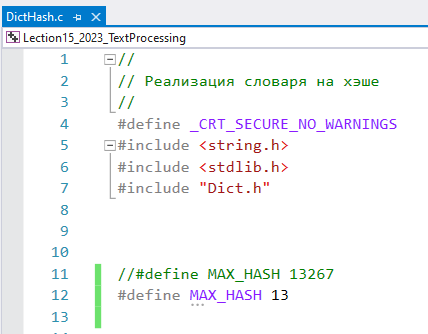 DictHash.c
Lection15_2023_TextProcessing
1 //
2 // Реализация словаря на хэше
3 //
4 #define _CRT_SECURE_NO_WARNINGS
5 #include <string.h>
6 #include <stdlib.h>
7 #include "Dict.h"
8
9
10
11 //#define MAX_HASH 13267
12 #define MAX_HASH 13
13